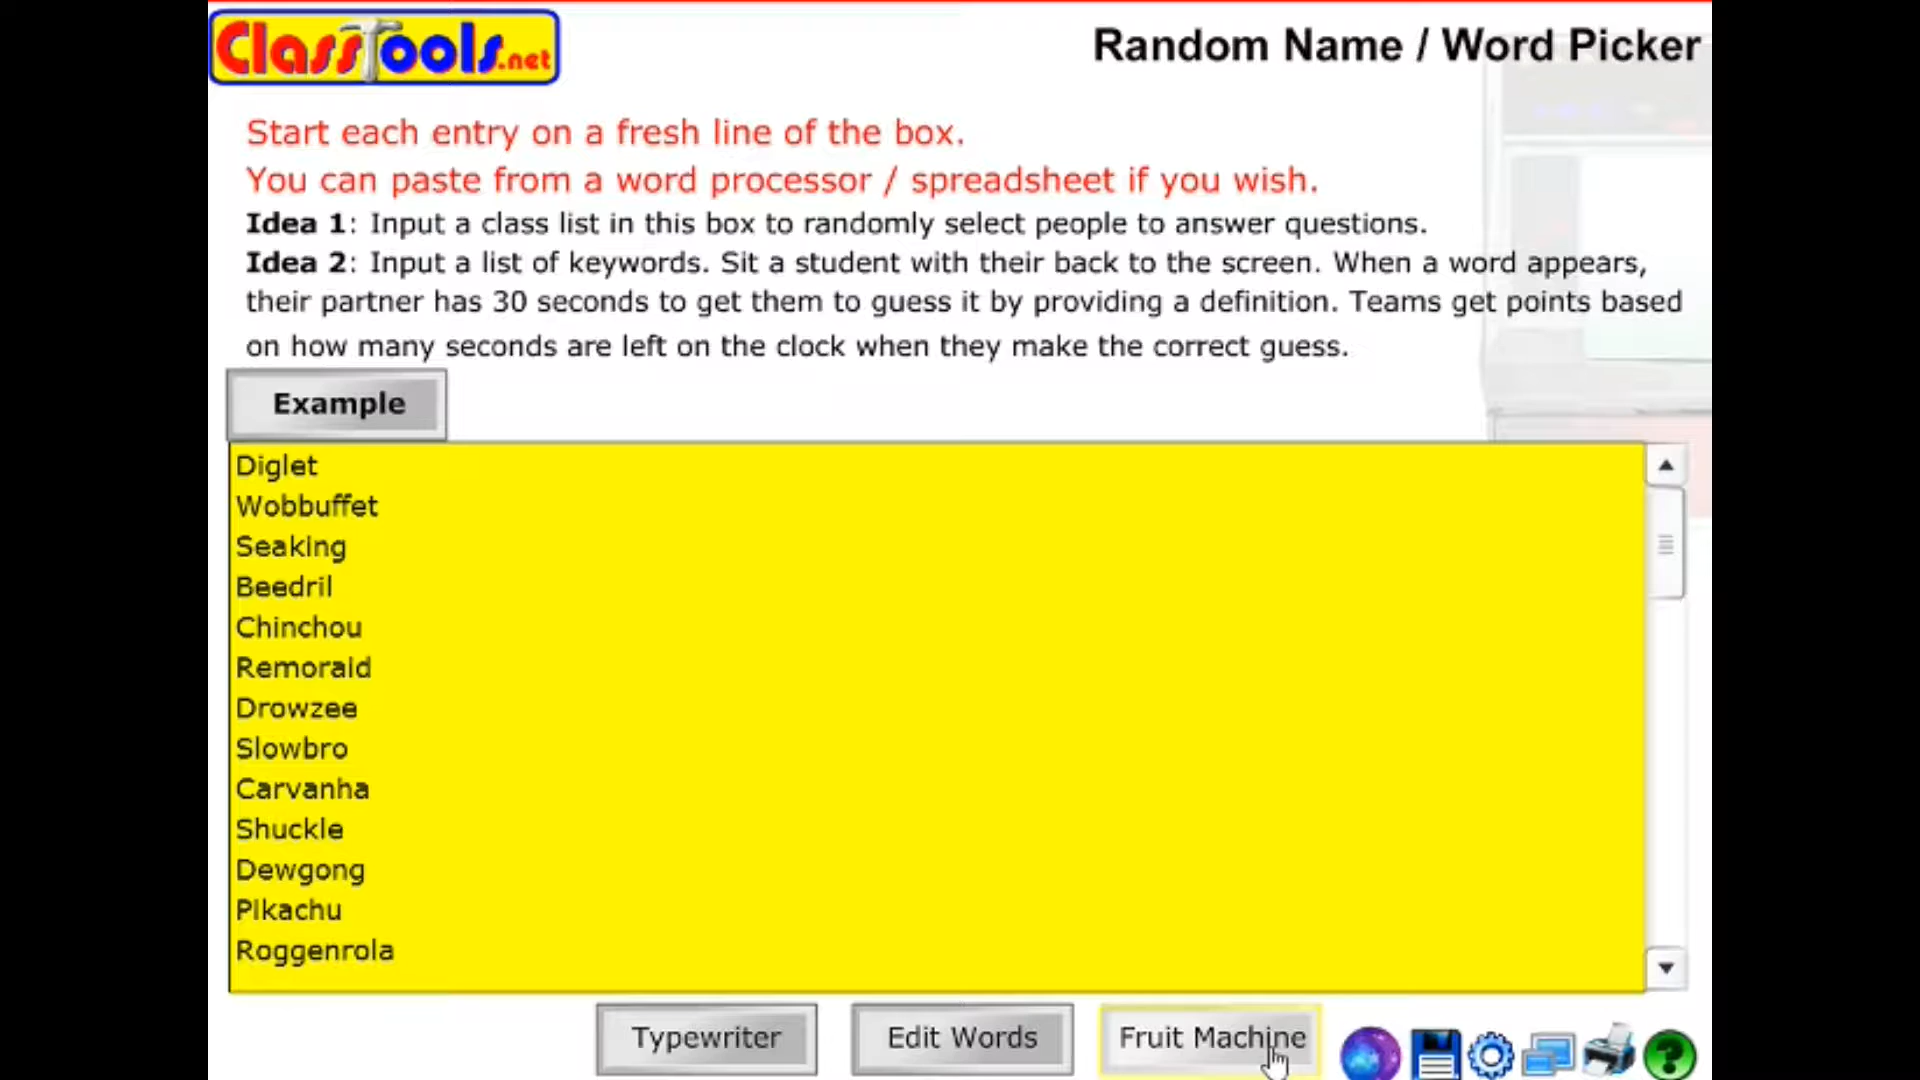 ClassTools.net
Random Name / Word Picker
Start each entry on a fresh line of the box.
You can paste from a word processor / spreadsheet if you wish.
Idea 1: Input a class list in this box to randomly select people to answer questions.
Idea 2: Input a list of keywords. Sit a student with their back to the screen. When a word appears,
their partner has 30 seconds to get them to guess it by providing a definition. Teams get points based
on how many seconds are left on the clock when they make the correct guess.
Example
Diglet
Wobbuffet
Seaking
Beedril
Chinchou
Remoraid
Drowzee
Slowbro
Carvanha
Shuckle
Dewgong
Pikachu
Roggenrola
Typewriter
Edit Words
Fruit Machine
?